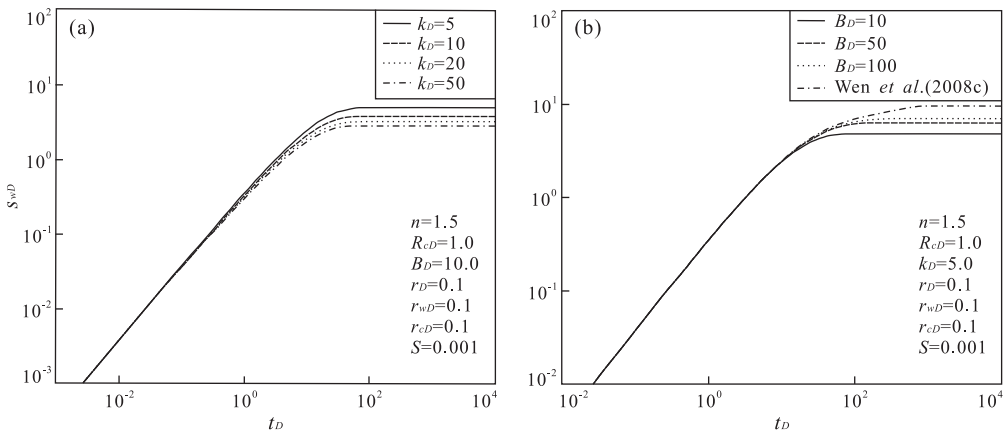 (a)
k_D=5
k_D=10
k_D=20
k_D=50
10^2
10^1
10^0
10^-1
10^-2
10^-3
s_wD
n=1.5
R_cD=1.0
B_D=10.0
r_D=0.1
r_wD=0.1
r_cD=0.1
S=0.001
10^-2
10^0
10^2
10^4
t_D
(b)
B_D=10
B_D=50
B_D=100
Wen et al.(2008c)
10^2
10^1
10^0
10^-1
10^-2
n=1.5
R_cD=1.0
k_D=5.0
r_D=0.1
r_wD=0.1
r_cD=0.1
S=0.001
10^-2
10^0
10^2
10^4
t_D